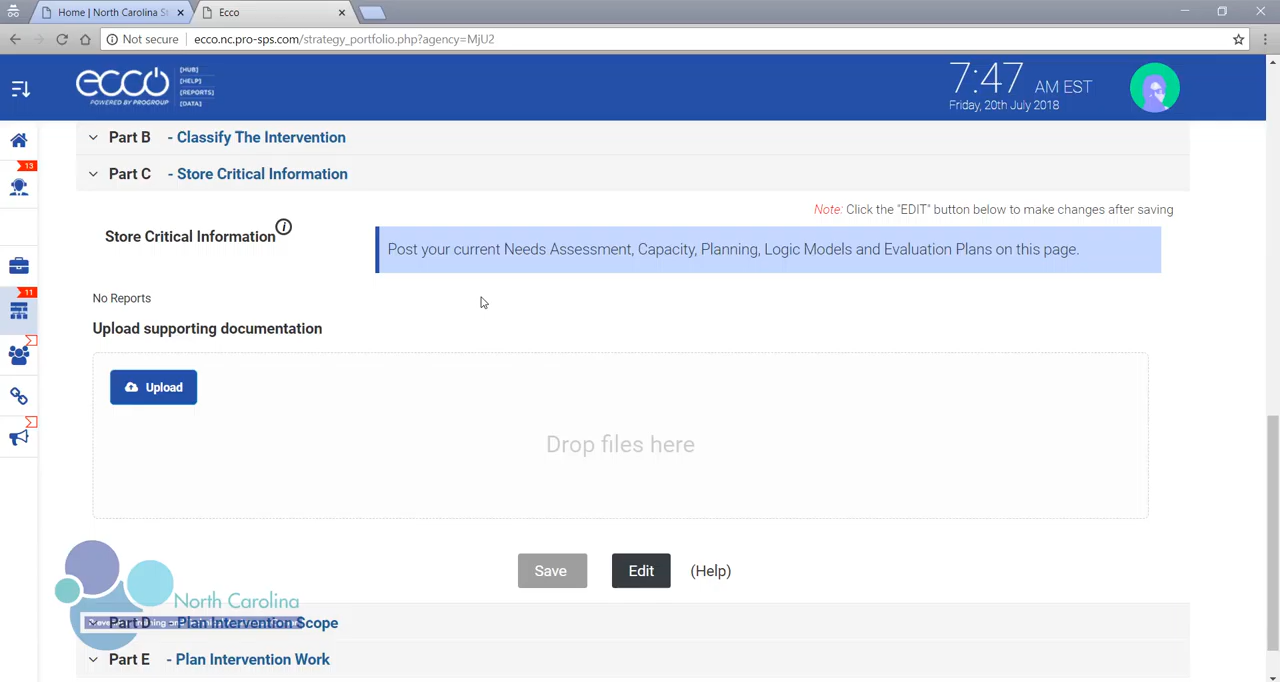 Home | North Carolina S
Ecco
Not secure
ecco.nc.pro-sps.com/strategy_portfolio.php?agency=MjU2
ecco
POWERED BY PROGROUP
[HUB]
[HELP]
[REPORTS]
[DATA]
7:47 AM EST
Friday, 20th July 2018
13
11
Part B - Classify The Intervention
Part C - Store Critical Information
Note: Click the "EDIT" button below to make changes after saving
Store Critical Information
Post your current Needs Assessment, Capacity, Planning, Logic Models and Evaluation Plans on this page.
No Reports
Upload supporting documentation
Upload
Drop files here
Save
Edit
(Help)
North Carolina
Part D - Plan Intervention Scope
Part E - Plan Intervention Work